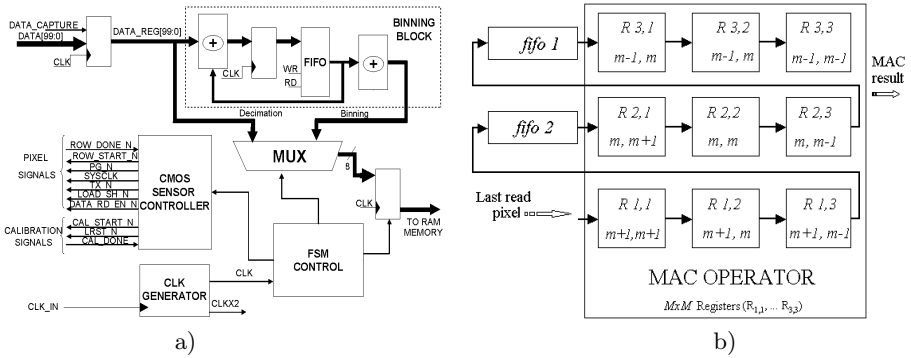 DATA_CAPTURE
DATA[99:0]
CLK
DATA_REG[99:0]
+
CLK
WR
RD
FIFO
+
BINNING
BLOCK
Decimation
Binning
MUX
8
CLK
TO RAM
MEMORY
PIXEL
SIGNALS
ROW_DONE_N
ROW_START_N
PG_N
SYSCLK
TX_N
LOAD_SH_N
DATA_RD_EN_N
CALIBRATION
SIGNALS
CAL_START_N
LRST_N
CAL_DONE
CMOS
SENSOR
CONTROLLER
FSM
CONTROL
CLK
CLK_IN
CLK
GENERATOR
CLKX2
a)
fifo 1
R 3,1
m-1, m
R 3,2
m-1, m
R 3,3
m-1, m-1
MAC
result
fifo 2
R 2,1
m, m+1
R 2,2
m, m
R 2,3
m, m-1
Last read
pixel
R 1,1
m+1,m+1
R 1,2
m+1, m
R 1,3
m+1, m-1
MAC OPERATOR
MxM Registers (R1,1, ... R3,3)
b)